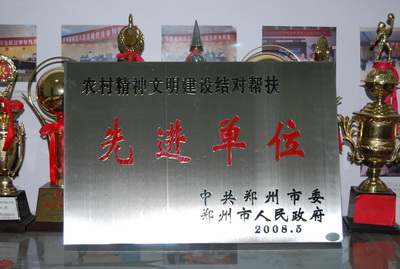 农村精神文明建设结对帮扶
先进单位
中共郑州市委
郑州市人民政府
2008.5